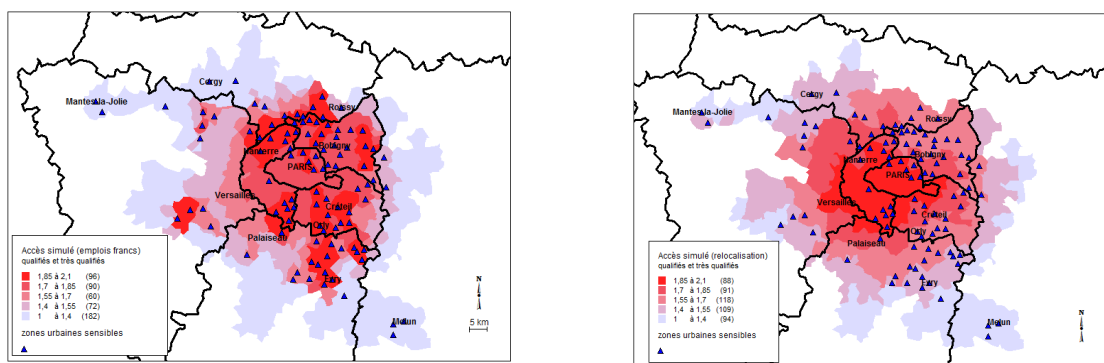 Cergy
Mantes-la-Jolie
Roissy
Nanterre
Bobigny
PARIS
Versailles
Créteil
Orly
Palaiseau
Evry
Melun
Accès simulé (emplois francs)
qualifiés et très qualifiés
1,85 à 2,1 (96)
1,7 à 1,85 (90)
1,55 à 1,7 (60)
1,4 à 1,55 (72)
1 à 1,4 (182)
zones urbaines sensibles
N
5 km
Cergy
Mantes-la-Jolie
Roissy
Nanterre
Bobigny
PARIS
Versailles
Créteil
Orly
Palaiseau
Evry
Melun
Accès simulé (relocalisation)
qualifiés et très qualifiés
1,85 à 2,1 (88)
1,7 à 1,85 (91)
1,55 à 1,7 (118)
1,4 à 1,55 (109)
1 à 1,4 (94)
zones urbaines sensibles
N